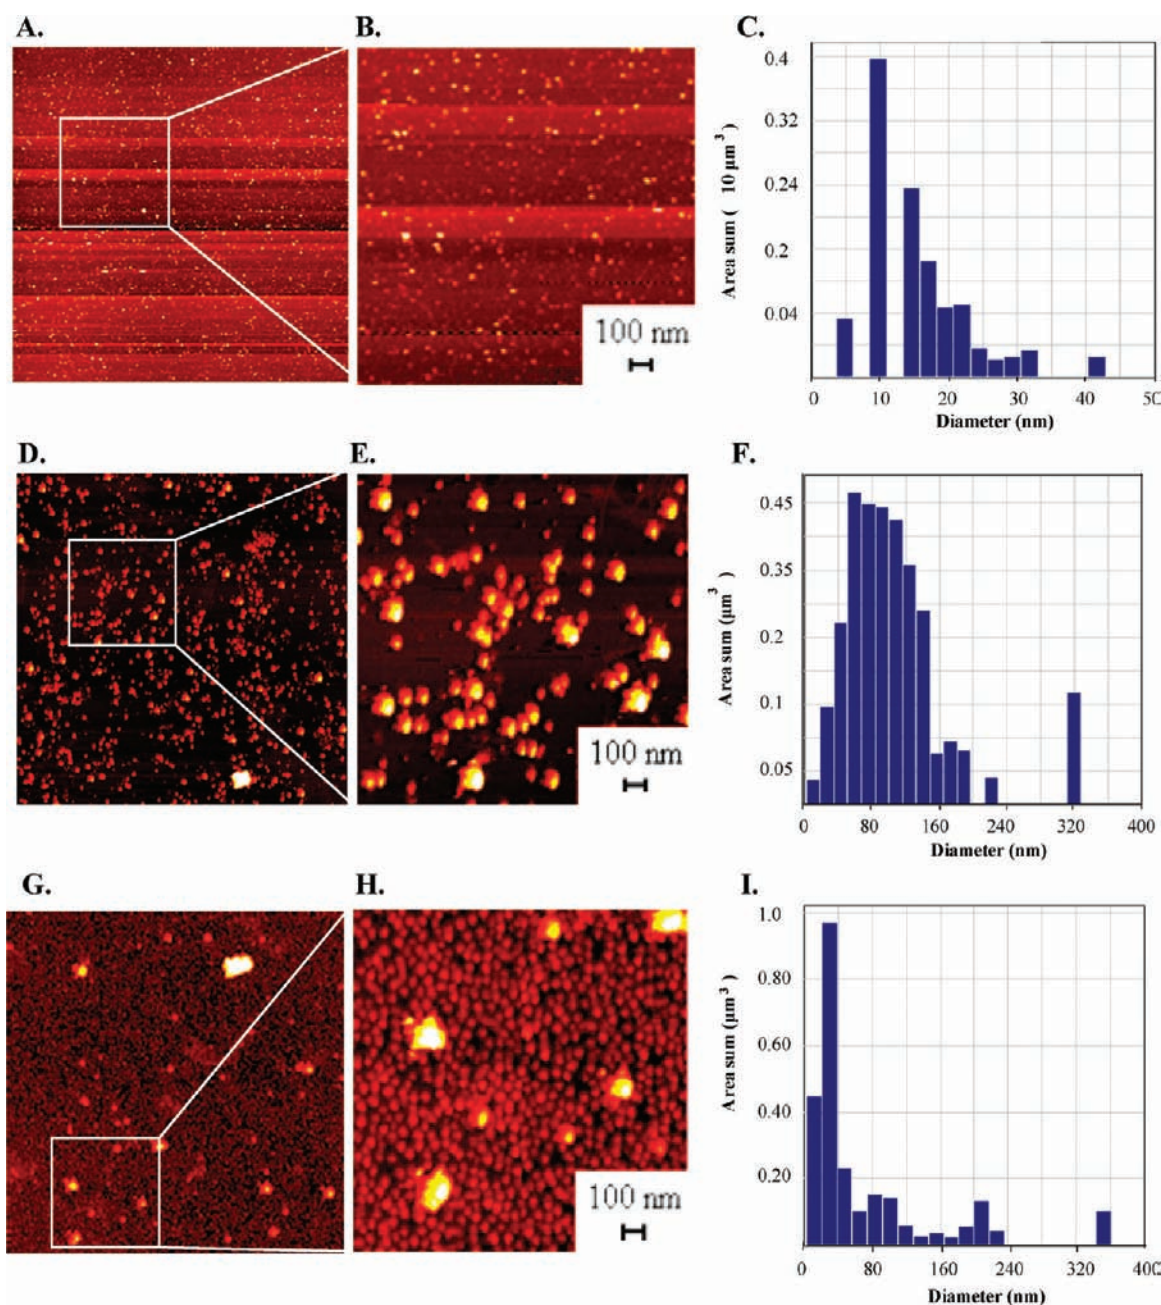 A.
B.
C.
0.4
0.32
0.24
0.2
0.04
Area sum ( 10 μm³ )
0 10 20 30 40 50
Diameter (nm)
100 nm
D.
E.
F.
0.45
0.35
0.2
0.1
0.05
Area sum (μm³)
0 80 160 240 320 400
Diameter (nm)
100 nm
G.
H.
I.
1.0
0.80
0.60
0.40
0.20
Area sum (μm³)
0 80 160 240 320 400
Diameter (nm)
100 nm